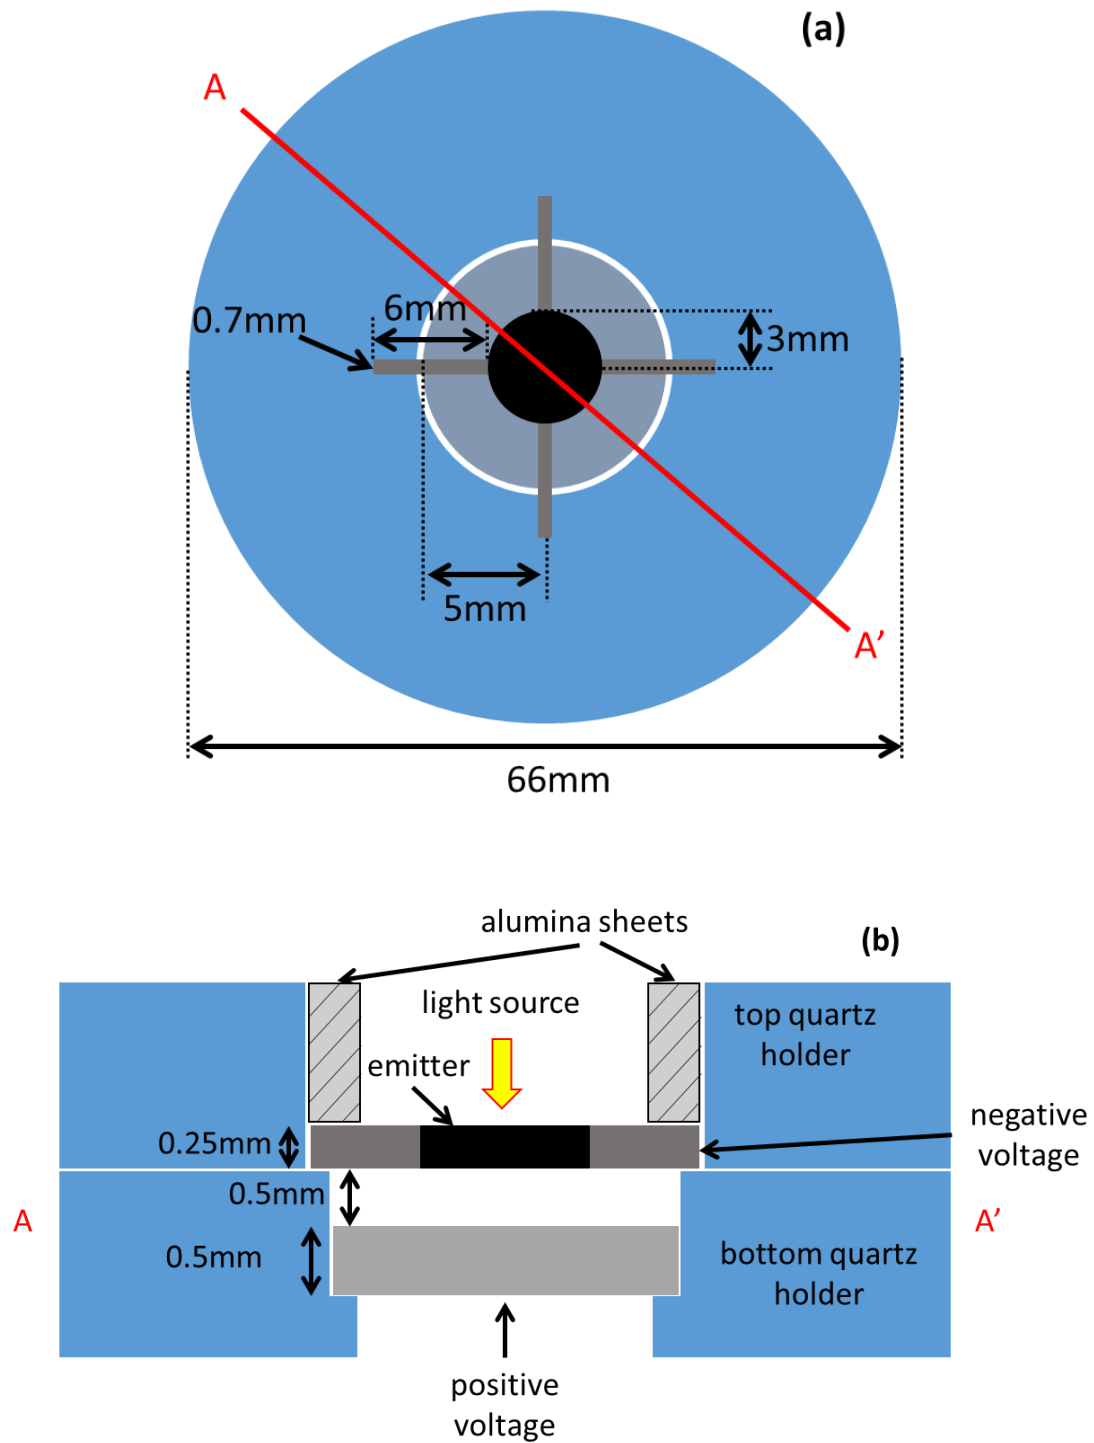 (a)
A
6mm
0.7mm
3mm
5mm
A’
66mm
alumina sheets
(b)
light source
top quartz
holder
emitter
negative
voltage
0.25mm
0.5mm
A
A’
0.5mm
bottom quartz
holder
positive
voltage